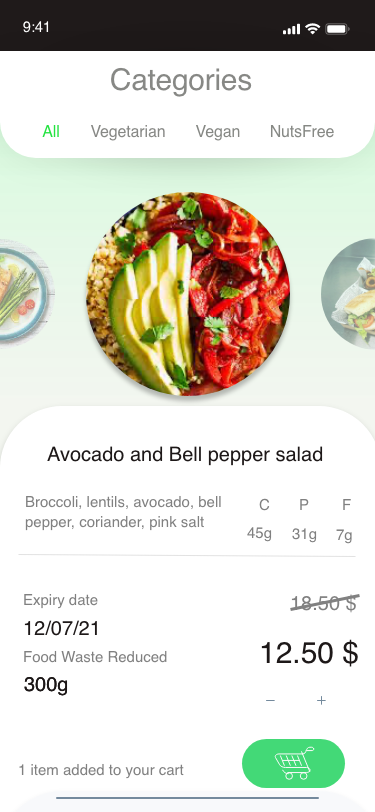 9:41
Categories
All Vegetarian Vegan NutsFree
Avocado and Bell pepper salad
Broccoli, lentils, avocado, bell
pepper, coriander, pink salt
C P F
45g 31g 7g
Expiry date
18.50 $
12/07/21
12.50 $
Food Waste Reduced
300g
− +
1 item added to your cart